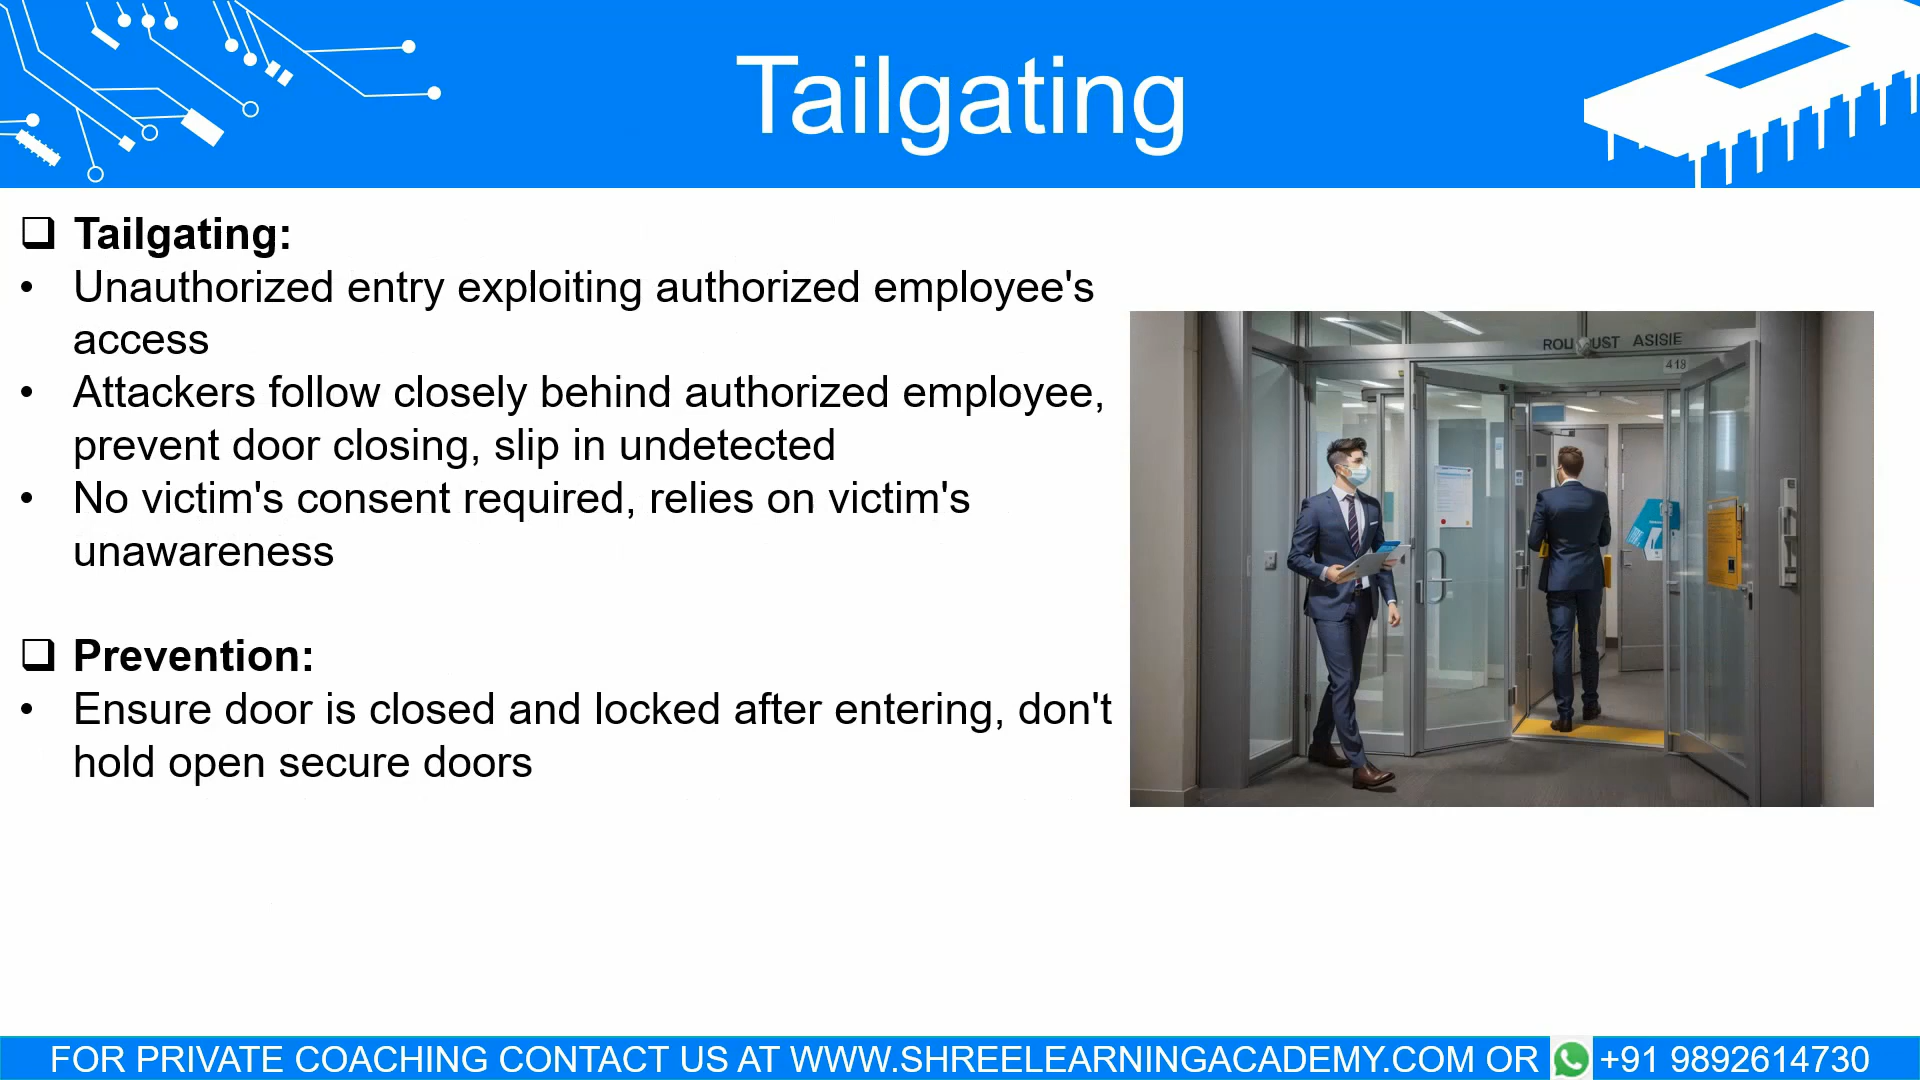 Tailgating
❑ Tailgating:
• Unauthorized entry exploiting authorized employee's
access
• Attackers follow closely behind authorized employee,
prevent door closing, slip in undetected
• No victim's consent required, relies on victim's
unawareness
❑ Prevention:
• Ensure door is closed and locked after entering, don't
hold open secure doors
ASISIE
418
FOR PRIVATE COACHING CONTACT US AT WWW.SHREELEARNINGACADEMY.COM OR +91 9892614730